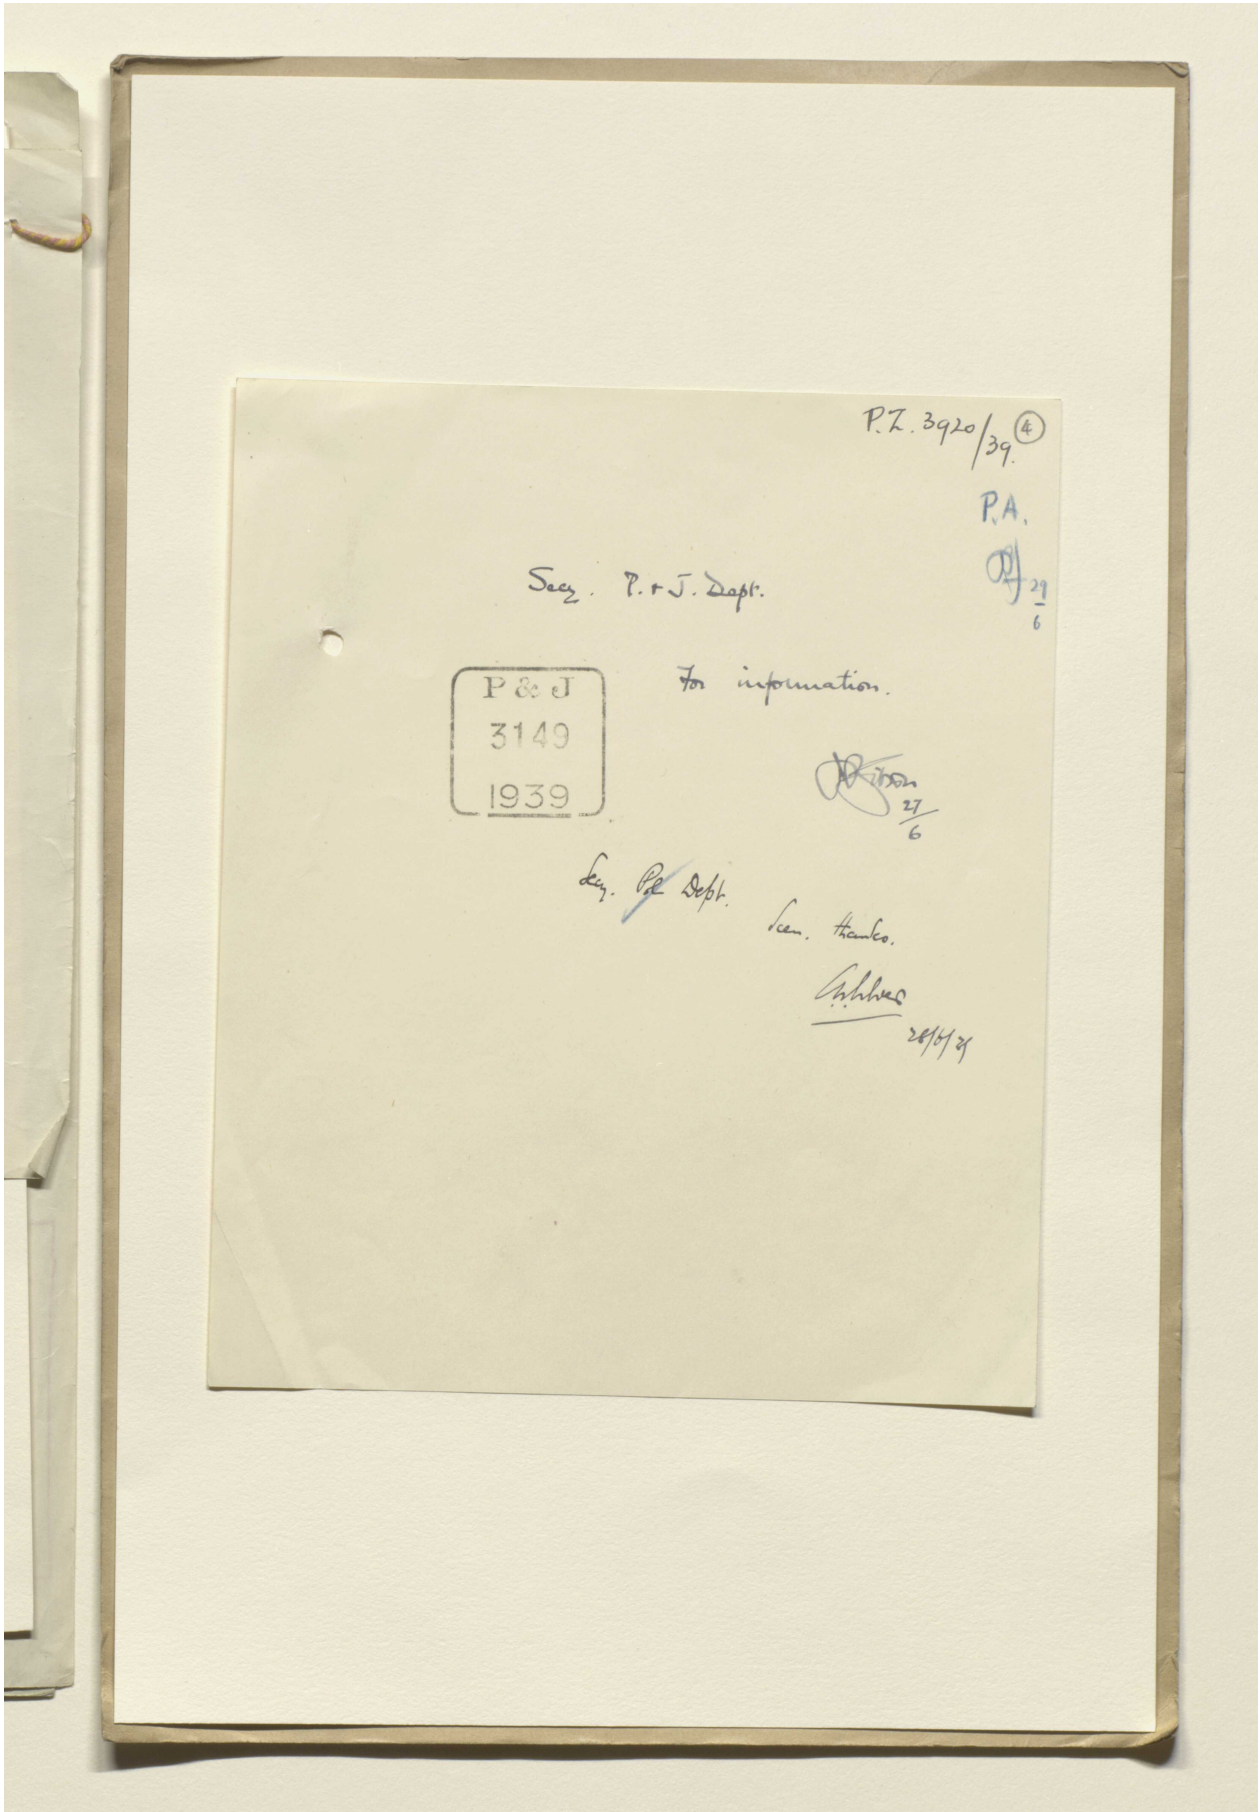 P.Z. 3920/39. 4
P.A.
29/6
Secy. P. & J. Dept.
For information.
P & J
3149
1939
JPGibson
27/6
Secy. Pol Dept.
Seen. thanks.
28/6/39